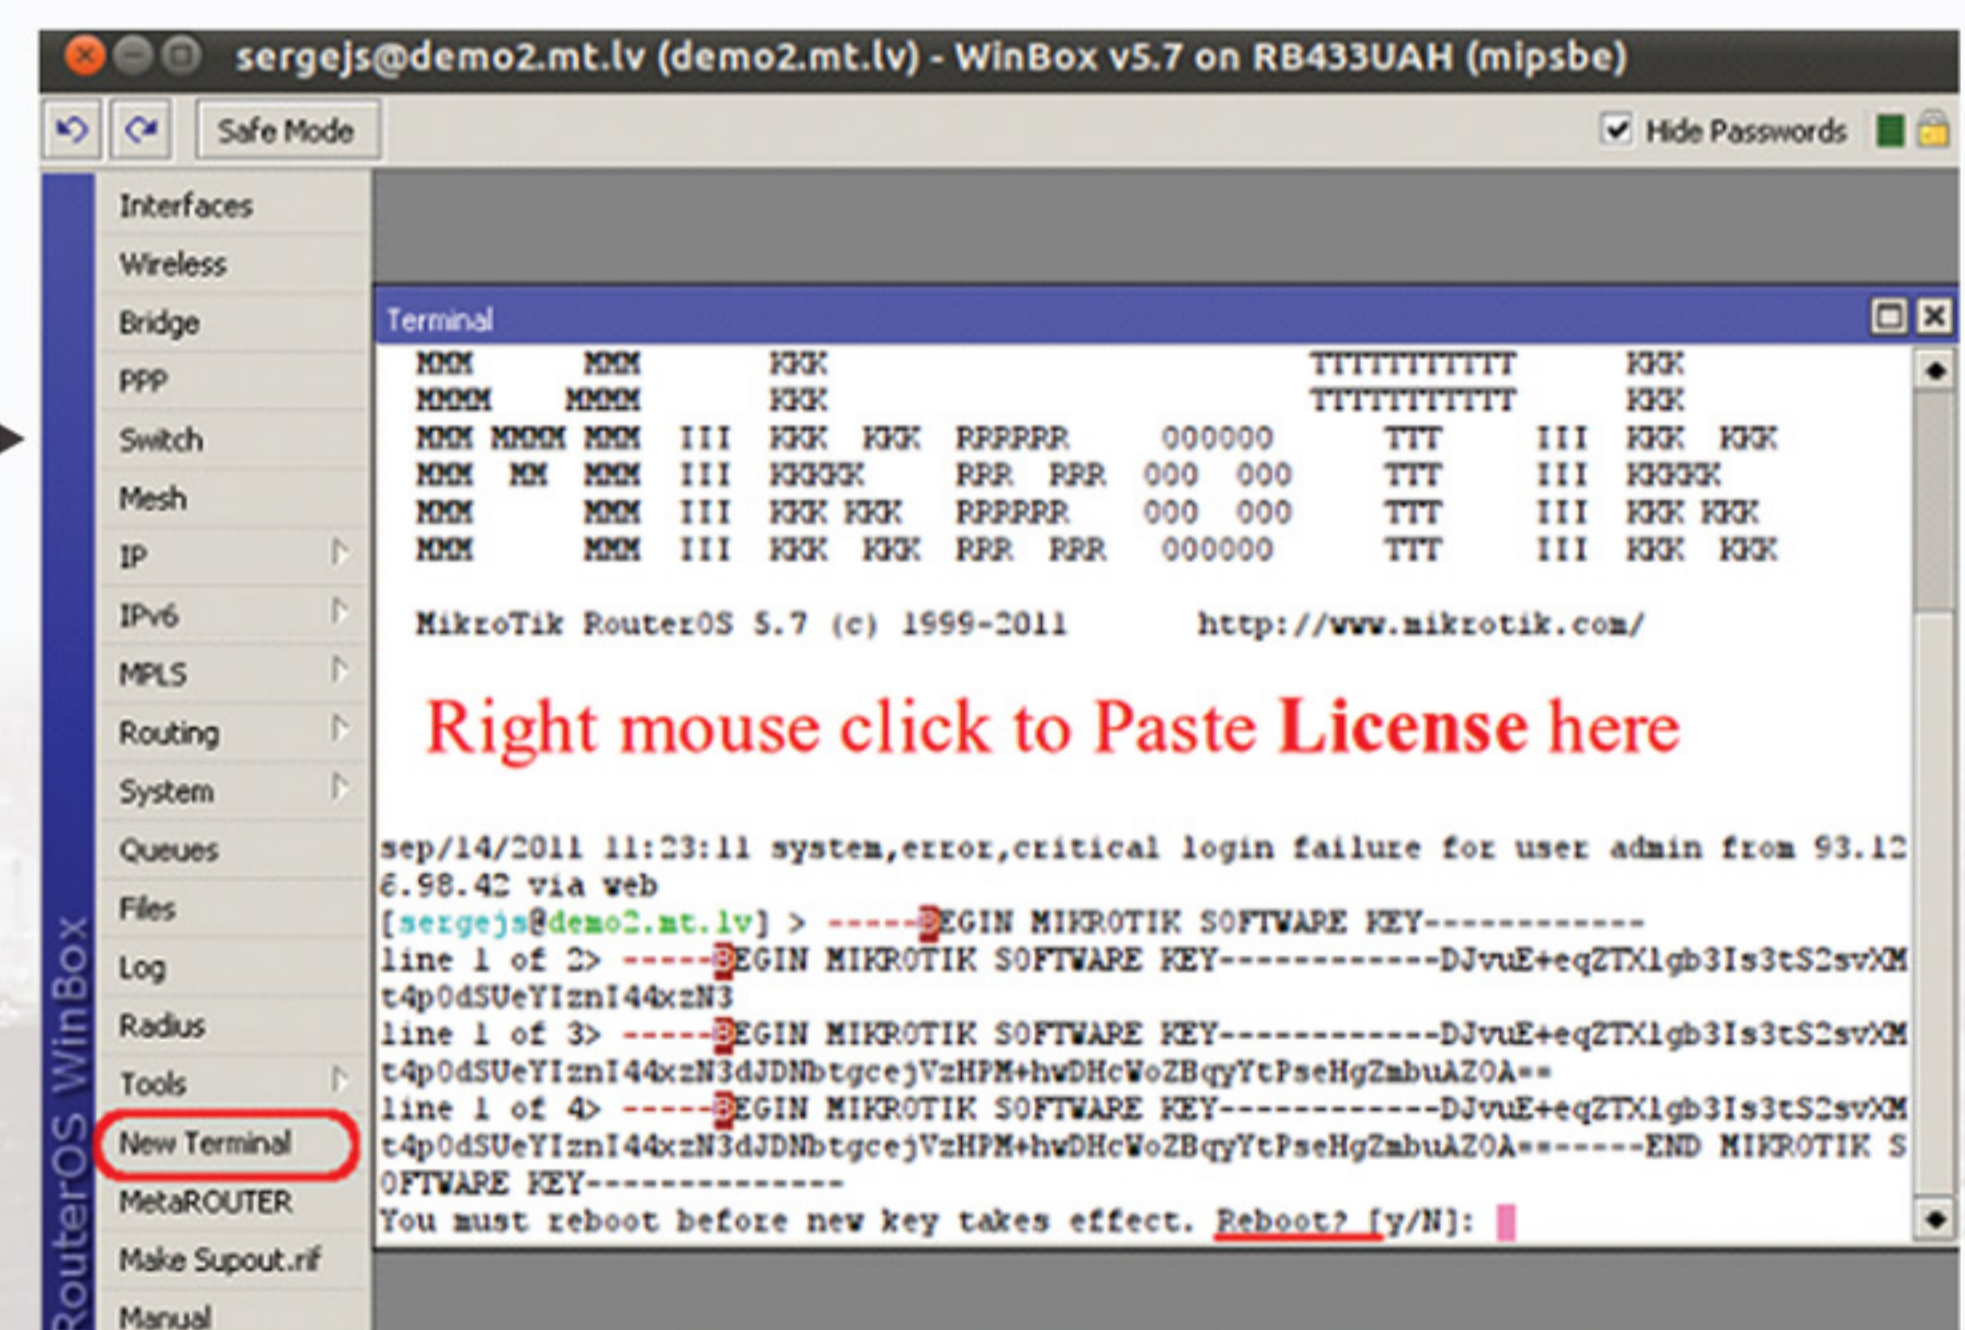 sergejs@demo2.mt.lv (demo2.mt.lv) - WinBox v5.7 on RB433UAH (mipsbe)
Safe Mode
Hide Passwords
Interfaces
Wireless
Bridge
PPP
Switch
Mesh
IP
IPv6
MPLS
Routing
System
Queues
Files
Log
Radius
Tools
New Terminal
MetaROUTER
Make Supout.rif
Manual
RouterOS WinBox
Terminal
MMM MMM KKK TTTTTTTTTTT KKK
MMMM MMMM KKK TTTTTTTTTTT KKK
MMM MMMM MMM III KKK KKK RRRRRR OOOOOO TTT III KKK KKK
MMM MM MMM III KKKKK RRR RRR OOO OOO TTT III KKKKK
MMM MMM III KKK KKK RRRRRR OOO OOO TTT III KKK KKK
MMM MMM III KKK KKK RRR RRR OOOOOO TTT III KKK KKK
MikroTik RouterOS 5.7 (c) 1999-2011 http://www.mikrotik.com/
Right mouse click to Paste License here
sep/14/2011 11:23:11 system,error,critical login failure for user admin from 93.12
6.98.42 via web
[sergejs@demo2.mt.lv] > -----BEGIN MIKROTIK SOFTWARE KEY------------
line 1 of 2> -----BEGIN MIKROTIK SOFTWARE KEY------------DJvuE+eqZTX1gb3Is3tS2svXM
t4p0dSUeYIznI44xzN3
line 1 of 3> -----BEGIN MIKROTIK SOFTWARE KEY------------DJvuE+eqZTX1gb3Is3tS2svXM
t4p0dSUeYIznI44xzN3dJDNbtgcejVzHPM+hwDHcWoZBqyYtPseHgZmbuAZ0A==
line 1 of 4> -----BEGIN MIKROTIK SOFTWARE KEY------------DJvuE+eqZTX1gb3Is3tS2svXM
t4p0dSUeYIznI44xzN3dJDNbtgcejVzHPM+hwDHcWoZBqyYtPseHgZmbuAZ0A==------END MIKROTIK S
OFTWARE KEY--------------
You must reboot before new key takes effect. Reboot? [y/N]: